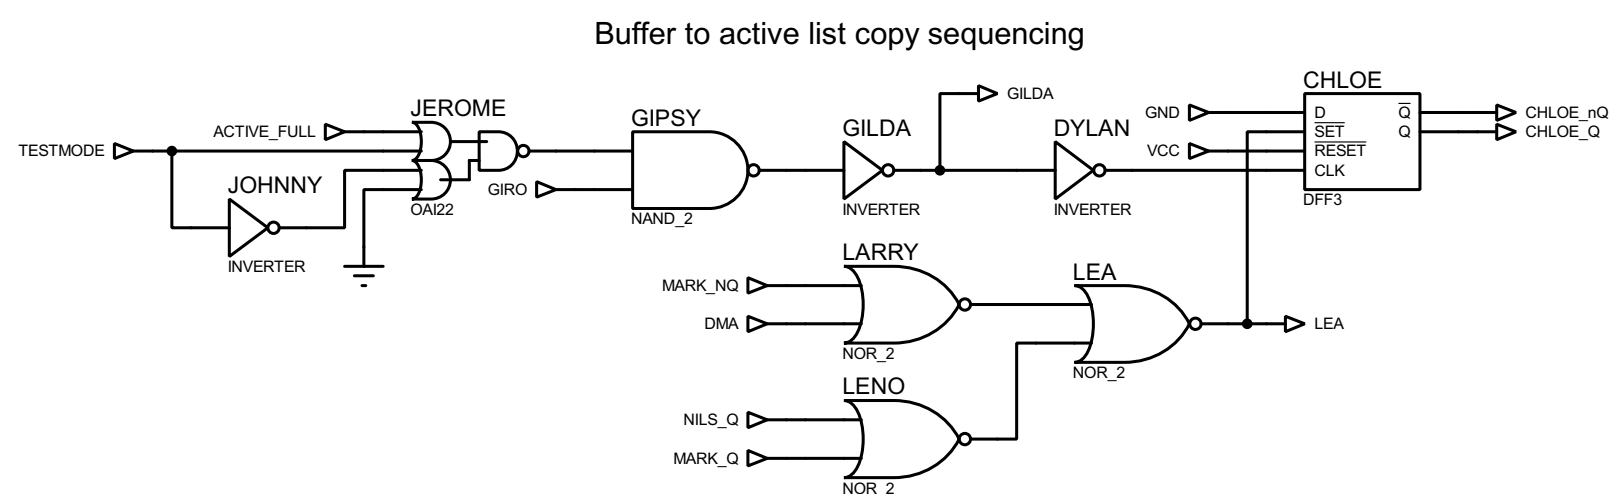 Buffer to active list copy sequencing
CHLOE
JEROME
GILDA
GND
D
Q
CHLOE_nQ
ACTIVE_FULL
GIPSY
GILDA
DYLAN
SET
Q
CHLOE_Q
TESTMODE
VCC
RESET
CLK
JOHNNY
GIRO
OAI22
NAND_2
INVERTER
INVERTER
DFF3
INVERTER
LARRY
LEA
MARK_NQ
DMA
LEA
NOR_2
NOR_2
LENO
NILS_Q
MARK_Q
NOR_2